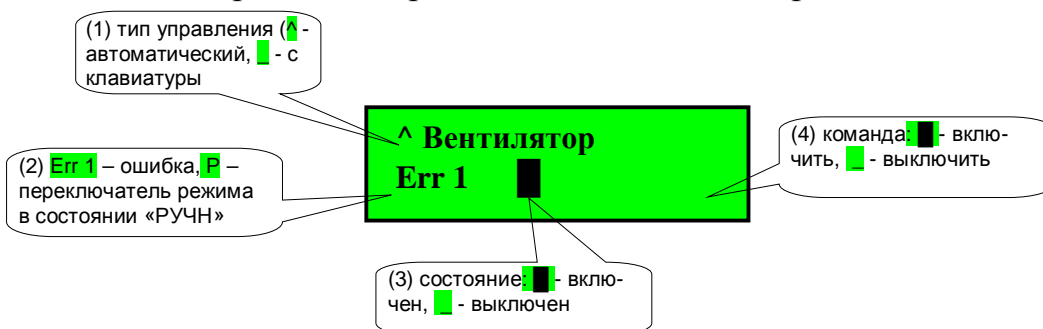 (1) тип управления (^ -
автоматический, _ - с
клавиатуры
^ Вентилятор
Err 1 █
(2) Err 1 – ошибка, P –
переключатель режима
в состоянии «РУЧН»
(4) команда: █ - вклю-
чить, _ - выключить
(3) состояние: █ - вклю-
чен, _ - выключен